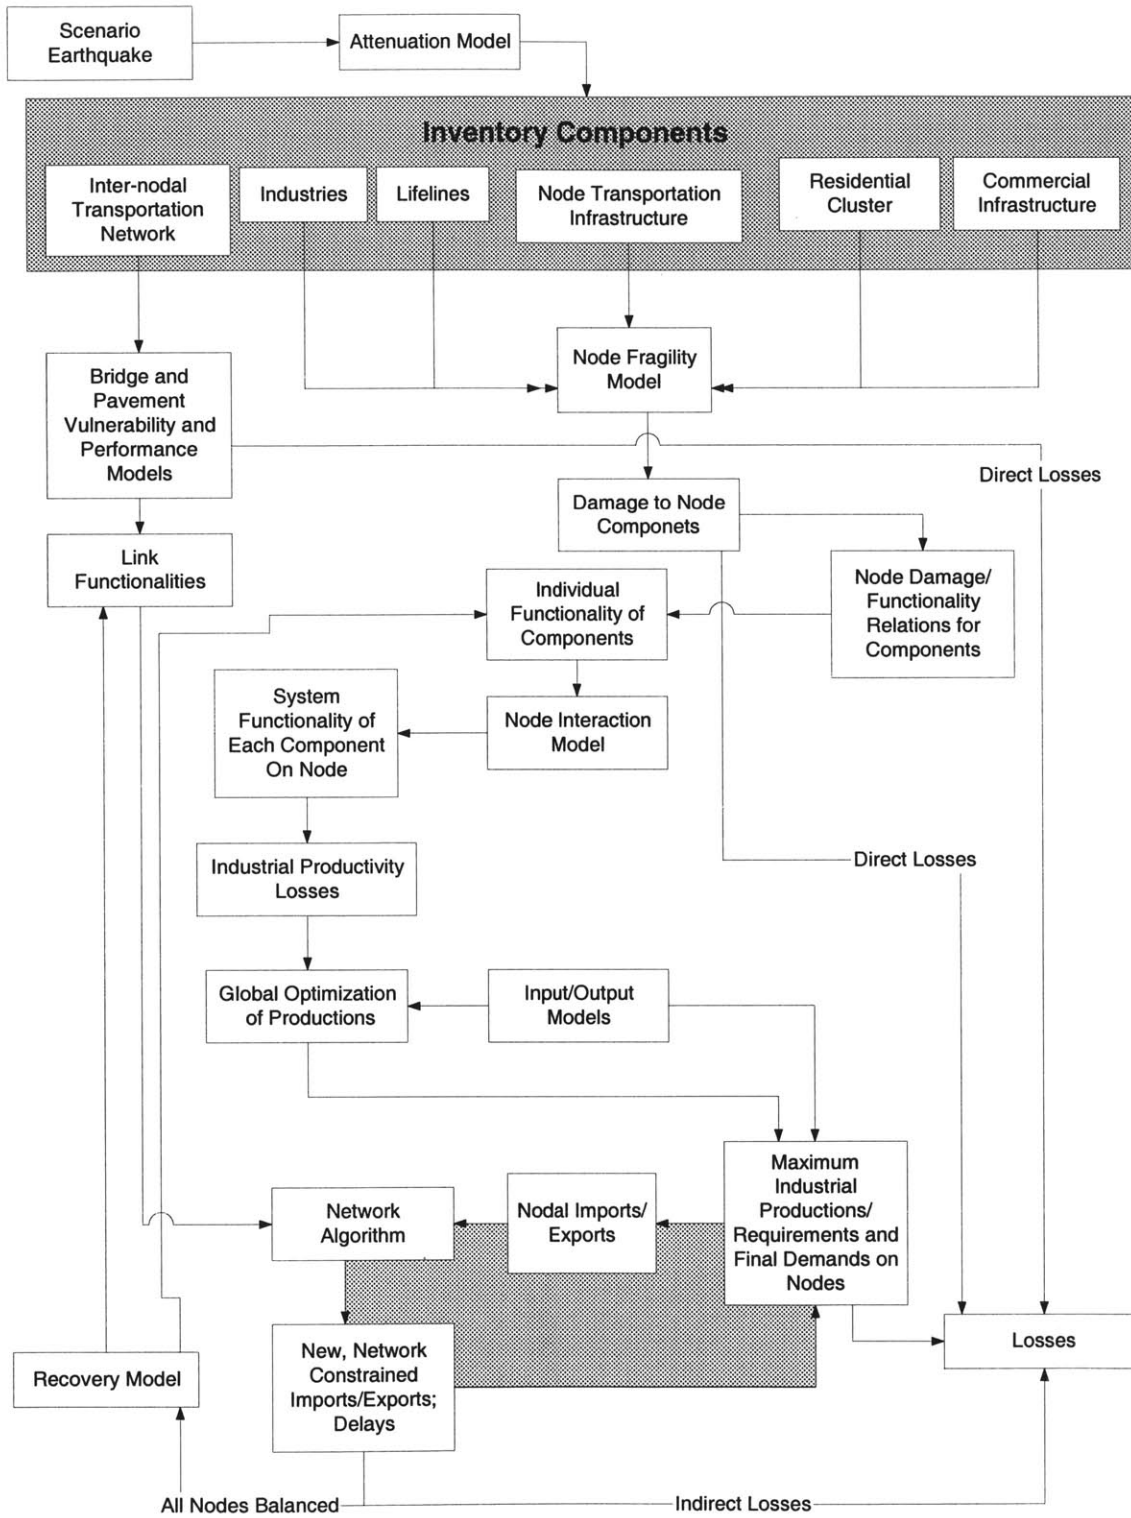 Scenario
Earthquake
Attenuation Model
Inventory Components
Inter-nodal
Transportation
Network
Industries
Lifelines
Node Transportation
Infrastructure
Residential
Cluster
Commercial
Infrastructure
Bridge and
Pavement
Vulnerability and
Performance
Models
Node Fragility
Model
Direct Losses
Damage to Node
Componets
Link
Functionalities
Individual
Functionality of
Components
Node Damage/
Functionality
Relations for
Components
System
Functionality of
Each Component
On Node
Node Interaction
Model
Industrial Productivity
Losses
Direct Losses
Global Optimization
of Productions
Input/Output
Models
Network
Algorithm
Nodal Imports/
Exports
Maximum
Industrial
Productions/
Requirements and
Final Demands on
Nodes
Recovery Model
New, Network
Constrained
Imports/Exports;
Delays
Losses
All Nodes Balanced
Indirect Losses